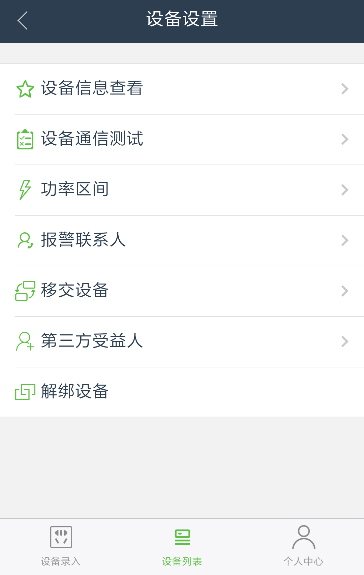 设备设置
设备信息查看
设备通信测试
功率区间
报警联系人
移交设备
第三方受益人
解绑设备
设备录入
设备列表
个人中心